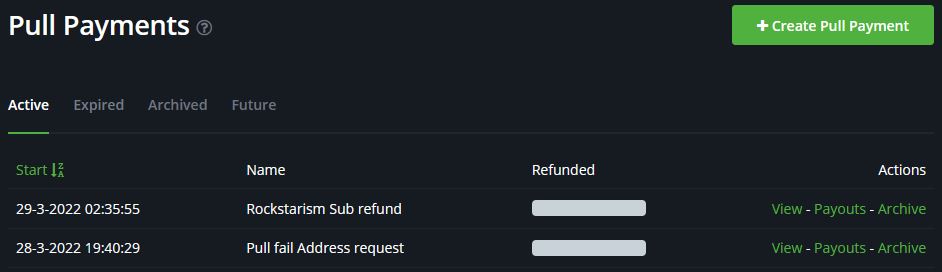 Pull Payments
+ Create Pull Payment
Active Expired Archived Future
Start Name Refunded Actions
29-3-2022 02:35:55 Rockstarism Sub refund View - Payouts - Archive
28-3-2022 19:40:29 Pull fail Address request View - Payouts - Archive